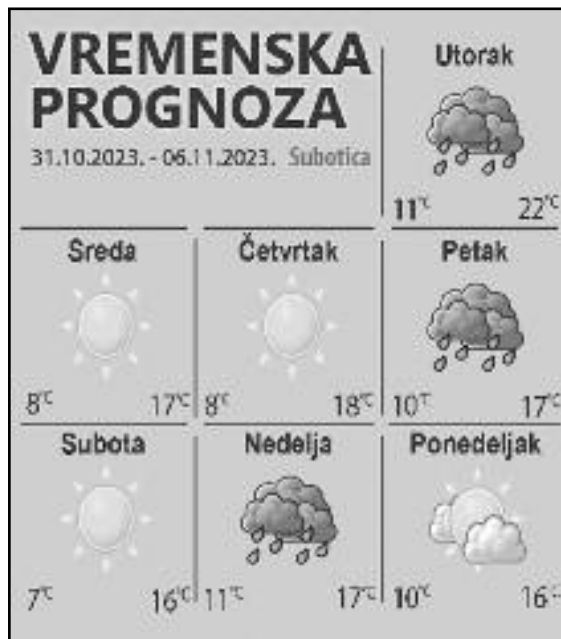 VREMENSKA
PROGNOZA
31.10.2023. - 06.11.2023. Subotica
Utorak
11°C 22°C
Sreda
8°C 17°C
Četvrtak
8°C 18°C
Petak
10°C 17°C
Subota
7°C 16°C
Nedelja
11°C 17°C
Ponedeljak
10°C 16°C